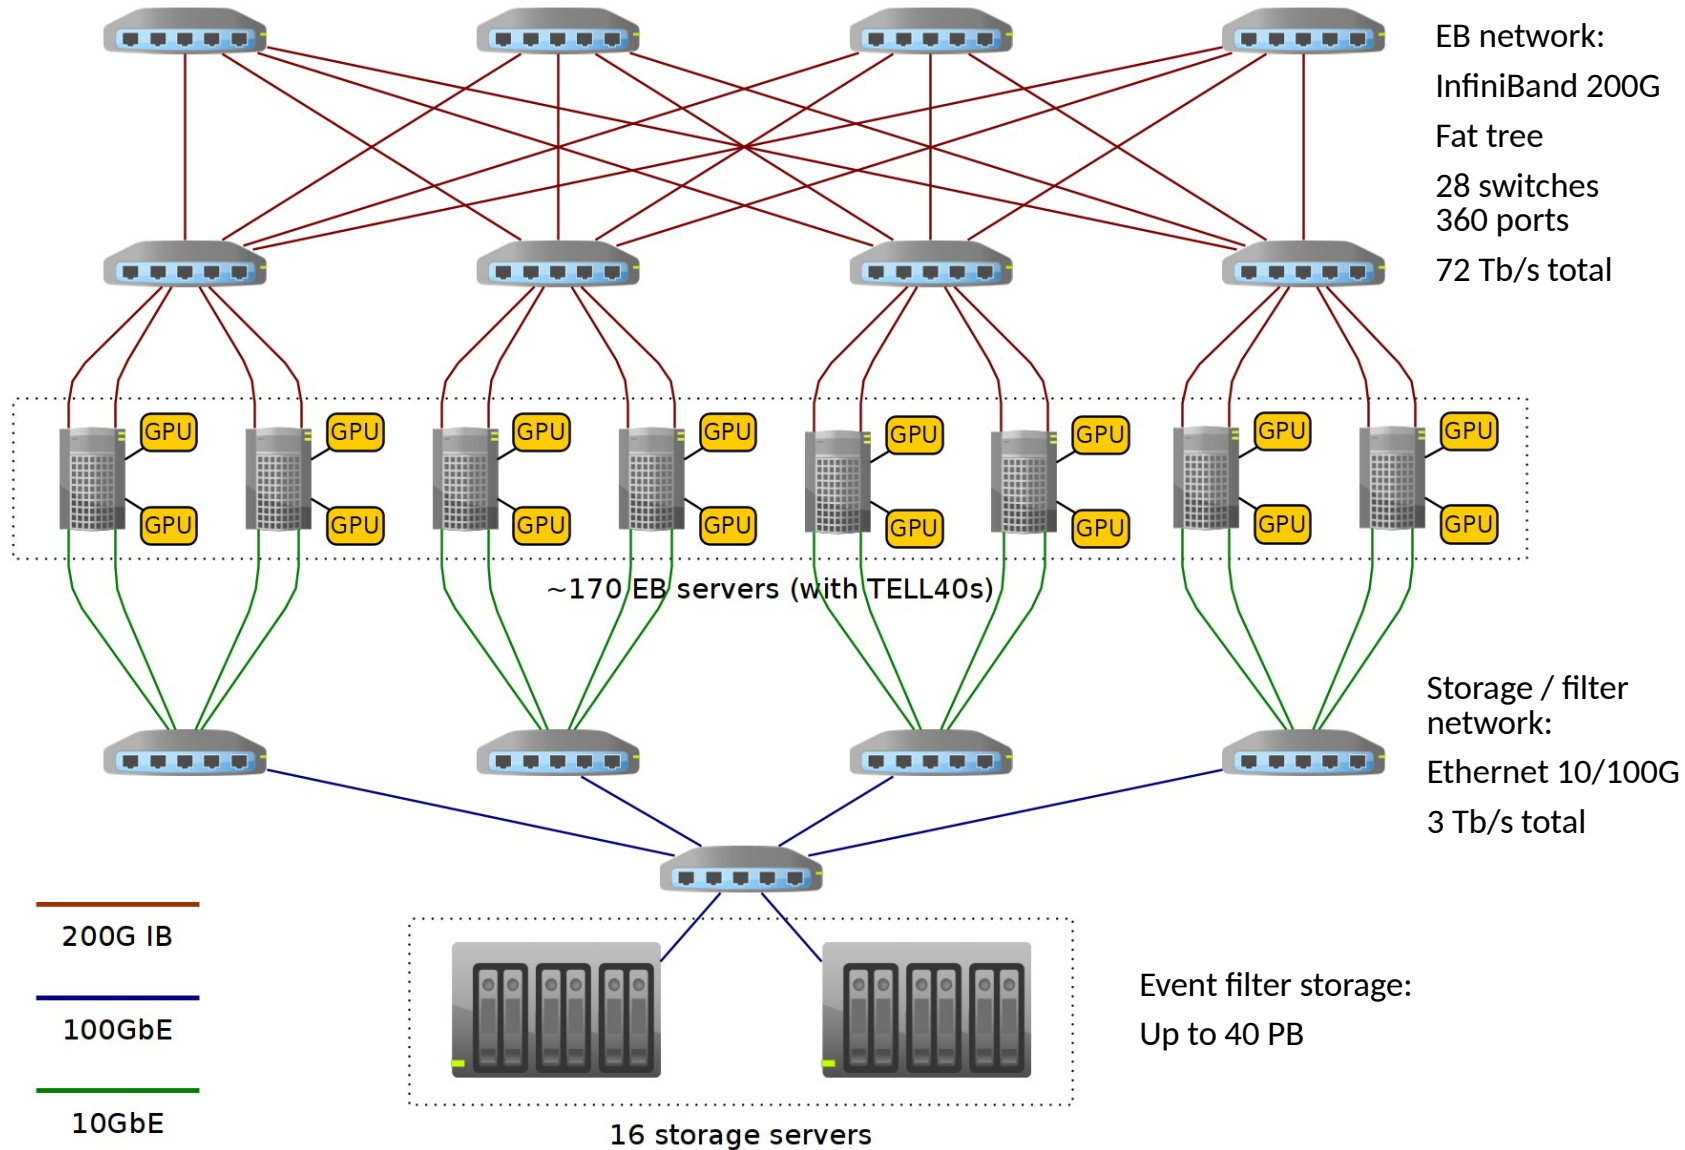 EB network:
InfiniBand 200G
Fat tree
28 switches
360 ports
72 Tb/s total
GPU GPU GPU GPU GPU GPU GPU GPU
GPU GPU GPU GPU GPU GPU GPU GPU
~170 EB servers (with TELL40s)
Storage / filter
network:
Ethernet 10/100G
3 Tb/s total
200G IB
100GbE
10GbE
Event filter storage:
Up to 40 PB
16 storage servers